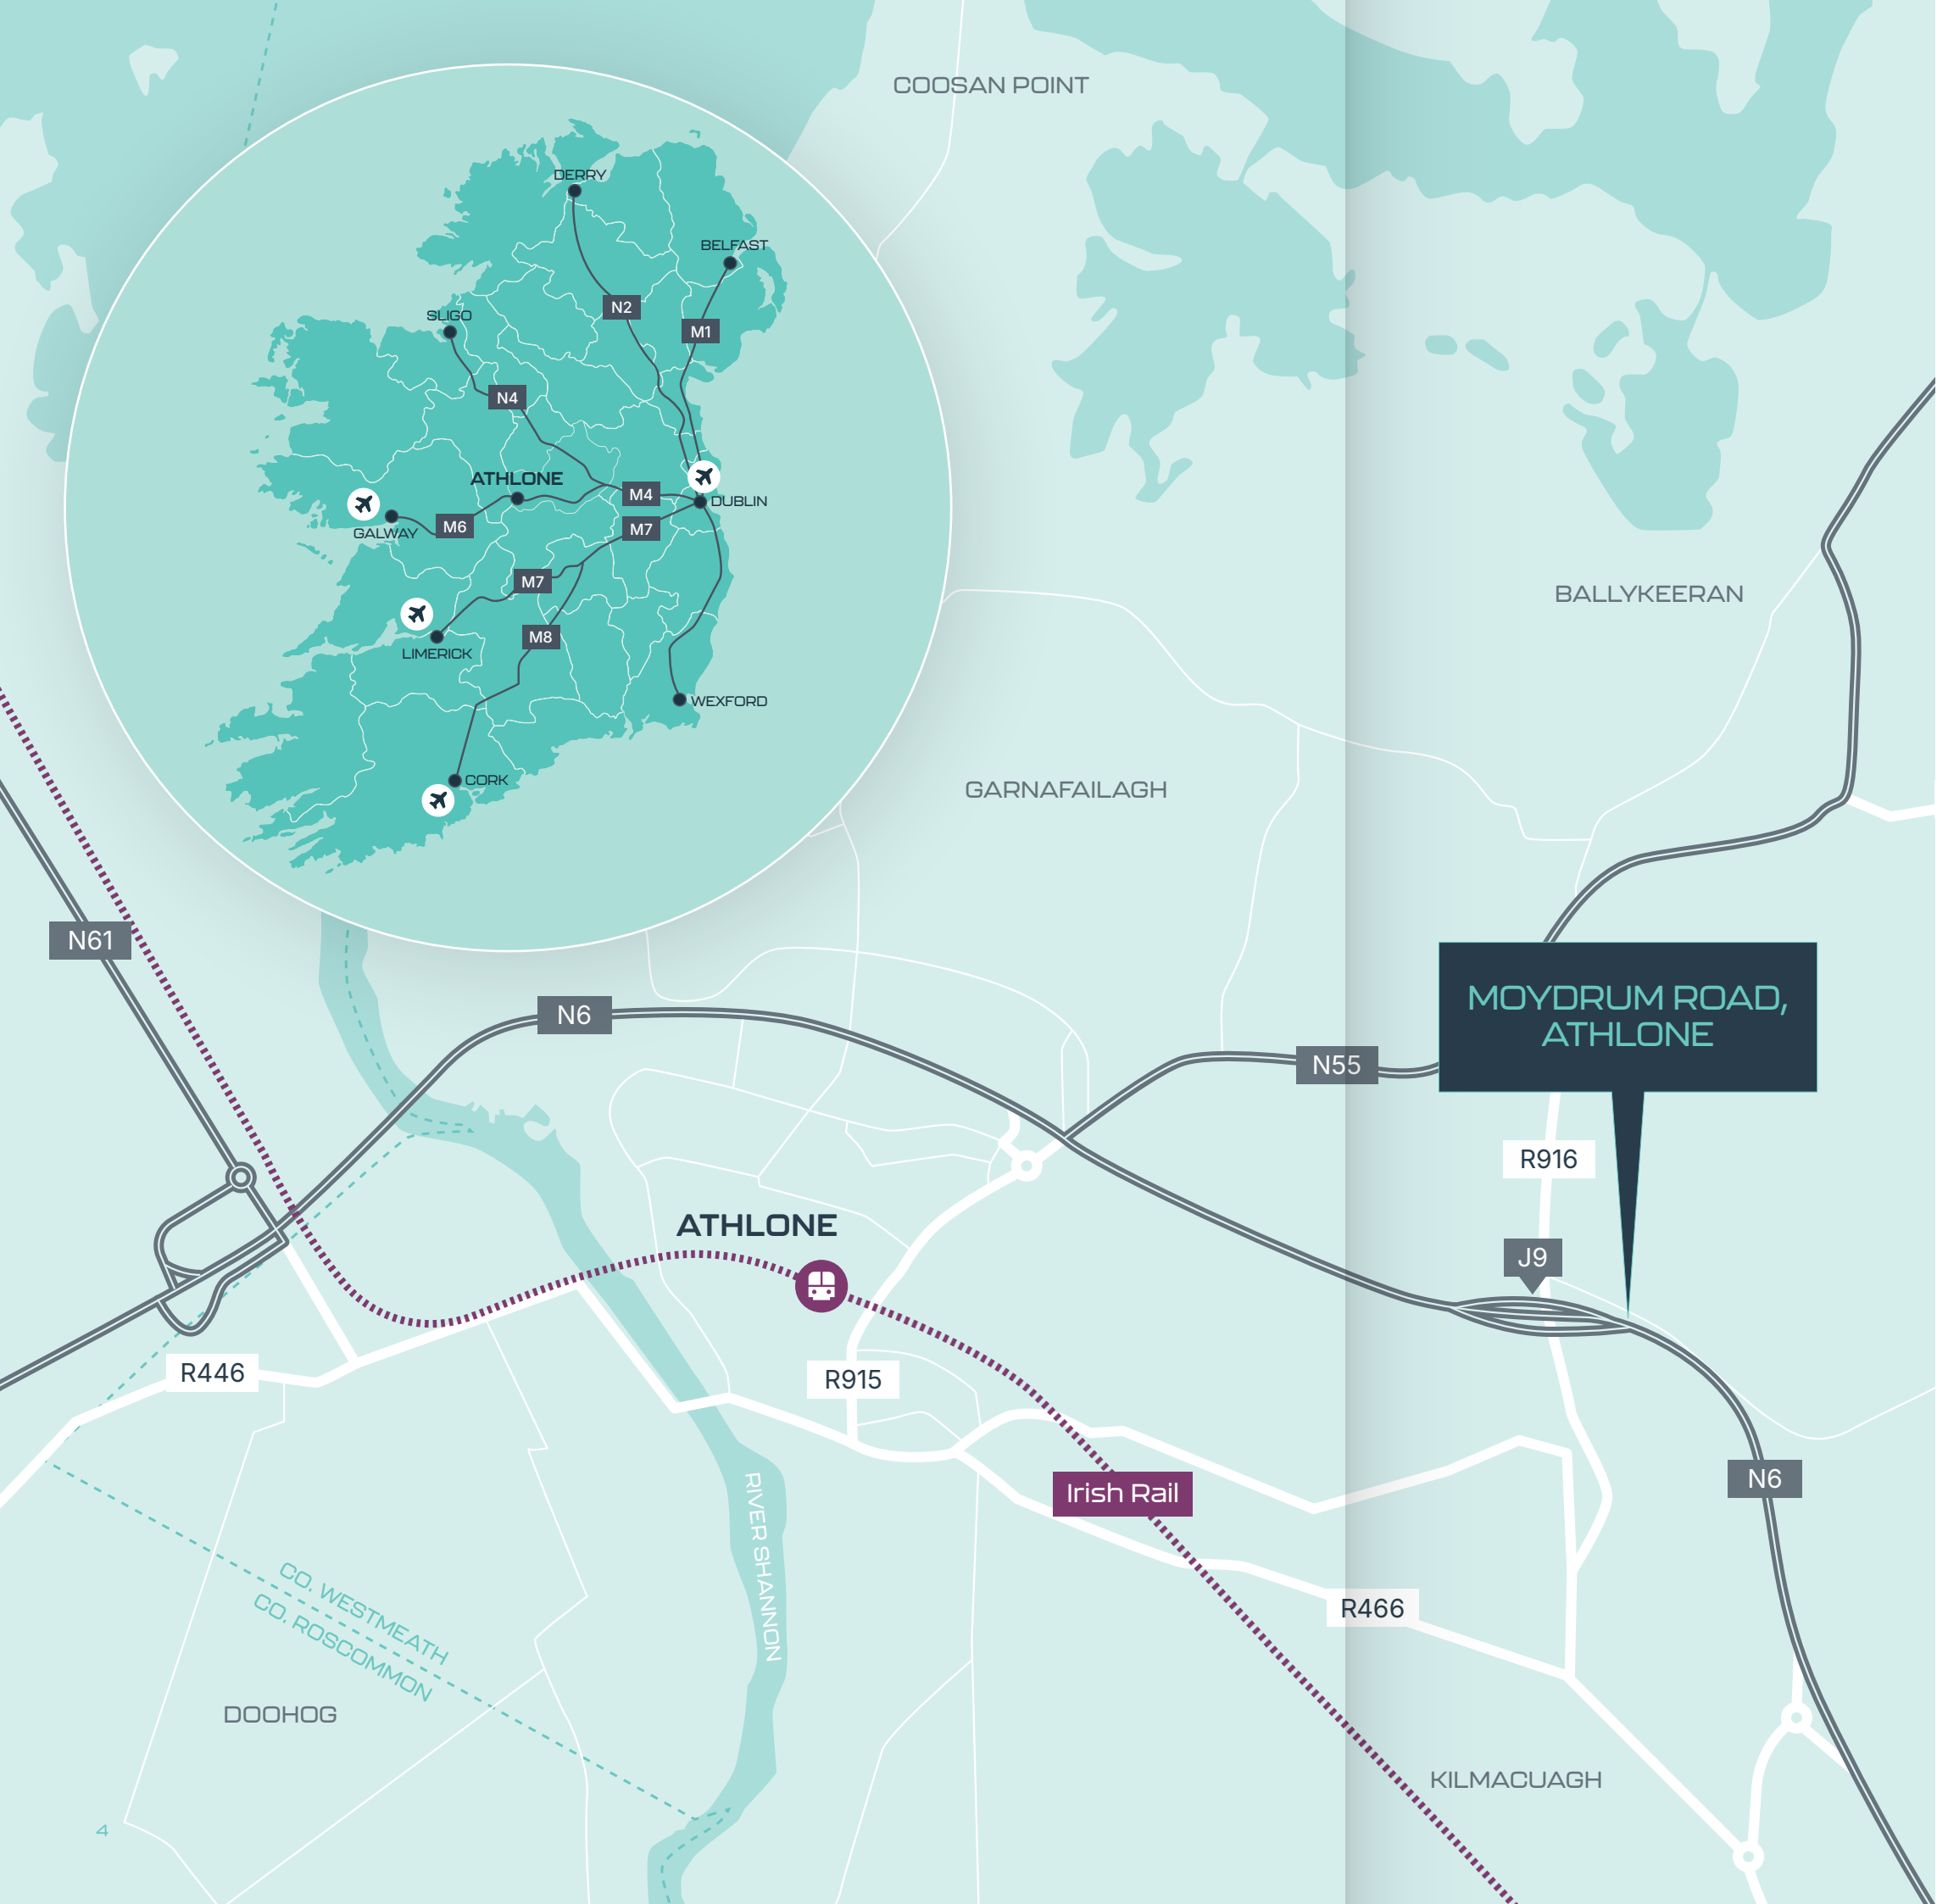 COOSAN POINT
DERRY
BELFAST
N2
SLIGO
M1
N4
ATHLONE
M4
DUBLIN
GALWAY
M6
M7
M7
M8
LIMERICK
WEXFORD
CORK
BALLYKEERAN
GARNAFAILAGH
N61
N6
N55
MOYDRUM ROAD,
ATHLONE
R916
ATHLONE
J9
R446
R915
N6
Irish Rail
RIVER SHANNON
CO. WESTMEATH
CO. ROSCOMMON
R466
DOOHOG
KILMACUAGH
4